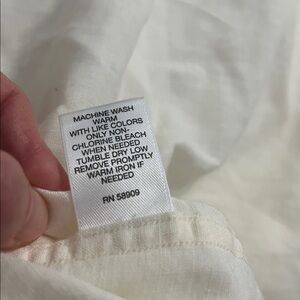 MACHINE WASH
WARM
WITH LIKE COLORS
ONLY NON-
CHLORINE BLEACH
WHEN NEEDED
TUMBLE DRY LOW
REMOVE PROMPTLY
WARM IRON IF
NEEDED
RN 58909